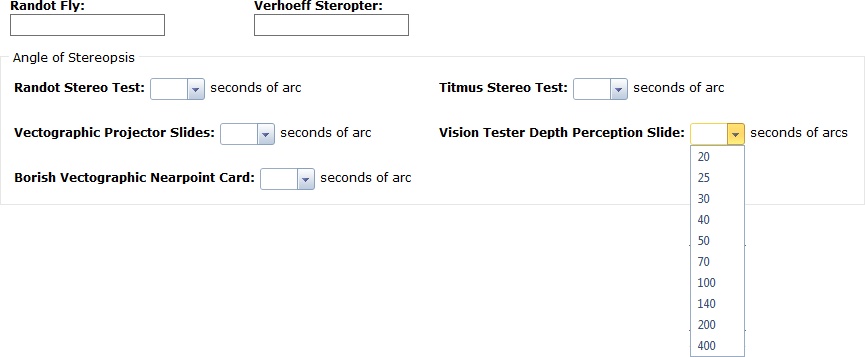 Randot Fly: Verhoeff Steropter:
Angle of Stereopsis
Randot Stereo Test: seconds of arc Titmus Stereo Test: seconds of arc
Vectographic Projector Slides: seconds of arc Vision Tester Depth Perception Slide: seconds of arcs
20
25
Borish Vectographic Nearpoint Card: seconds of arc
30
40
50
70
100
140
200
400